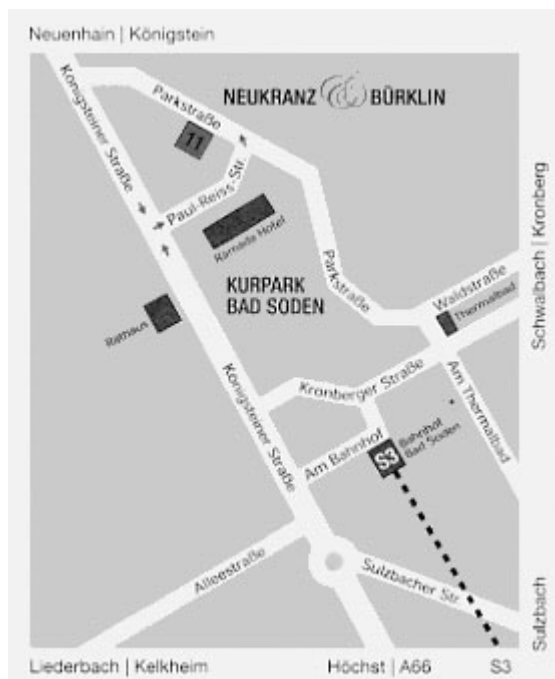 Neuenhain | Königstein
Königsteiner Straße
Parkstraße
NEUKRANZ BÜRKLIN
11
Paul-Reiss-Str.
Ramada Hotel
Parkstraße
Schwalbach | Kronberg
KURPARK
BAD SODEN
Waldstraße
Thermalbad
Rathaus
Kronberger Straße
Königsteiner Straße
Am Thermalbad
Am Bahnhof
S3
Bahnhof
Bad Soden
Alleestraße
Sulzbacher Str.
Sulzbach
Liederbach | Kelkheim
Höchst | A66
S3